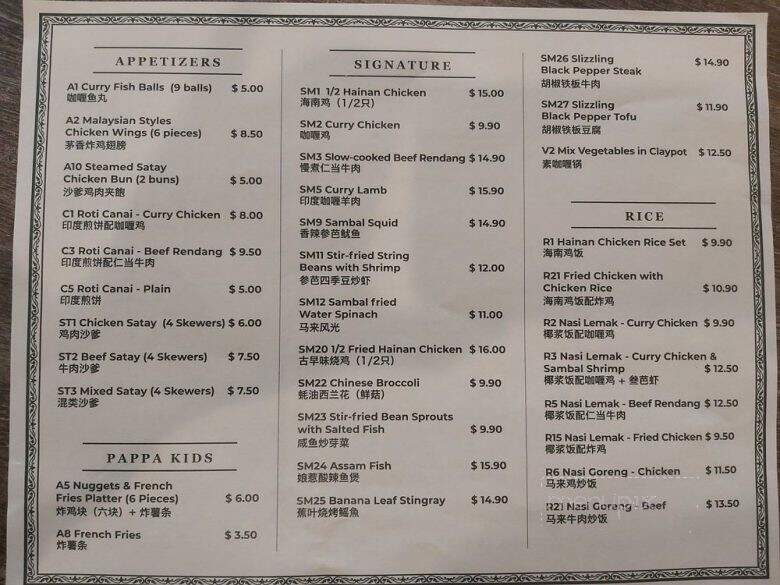 APPETIZERS
A1 Curry Fish Balls (9 balls) $ 5.00
咖喱鱼丸
A2 Malaysian Styles
Chicken Wings (6 pieces) $ 8.50
茅香炸鸡翅膀
A10 Steamed Satay
Chicken Bun (2 buns) $ 5.00
沙爹鸡肉夹飽
C1 Roti Canai - Curry Chicken $ 8.00
印度煎饼配咖喱鸡
C3 Roti Canai - Beef Rendang $ 9.50
印度煎饼配仁当牛肉
C5 Roti Canai - Plain $ 5.00
印度煎饼
ST1 Chicken Satay (4 Skewers) $ 6.00
鸡肉沙爹
ST2 Beef Satay (4 Skewers) $ 7.50
牛肉沙爹
ST3 Mixed Satay (4 Skewers) $ 7.50
混类沙爹
PAPPA KIDS
A5 Nuggets & French
Fries Platter (6 Pieces) $ 6.00
炸鸡块（六块）+ 炸薯条
A8 French Fries $ 3.50
炸薯条
SIGNATURE
SM1 1/2 Hainan Chicken $ 15.00
海南鸡（1/2只）
SM2 Curry Chicken $ 9.90
咖喱鸡
SM3 Slow-cooked Beef Rendang $ 14.90
慢煮仁当牛肉
SM5 Curry Lamb $ 15.90
印度咖喱羊肉
SM9 Sambal Squid $ 14.90
香辣参芭鱿鱼
SM11 Stir-fried String
Beans with Shrimp $ 12.00
参芭四季豆炒虾
SM12 Sambal fried
Water Spinach $ 11.00
马来风光
SM20 1/2 Fried Hainan Chicken $ 16.00
古早味烧鸡（1/2只）
SM22 Chinese Broccoli $ 9.90
蚝油西兰花（鲜菇）
SM23 Stir-fried Bean Sprouts
with Salted Fish $ 9.90
咸鱼炒芽菜
SM24 Assam Fish $ 15.90
娘惹酸辣鱼煲
SM25 Banana Leaf Stingray $ 14.90
蕉叶烧烤鳐魚
SM26 Slizzling
Black Pepper Steak $ 14.90
胡椒铁板牛肉
SM27 Slizzling
Black Pepper Tofu $ 11.90
胡椒铁板豆腐
V2 Mix Vegetables in Claypot $ 12.50
素咖喱锅
RICE
R1 Hainan Chicken Rice Set $ 9.90
海南鸡饭
R21 Fried Chicken with
Chicken Rice $ 10.90
海南鸡饭配炸鸡
R2 Nasi Lemak - Curry Chicken $ 9.90
椰浆饭配咖喱鸡
R3 Nasi Lemak - Curry Chicken &
Sambal Shrimp $ 12.50
椰浆饭配咖喱鸡 + 叁芭虾
R5 Nasi Lemak - Beef Rendang $ 12.50
椰浆饭配仁当牛肉
R15 Nasi Lemak - Fried Chicken $ 9.50
椰浆饭配炸鸡
R6 Nasi Goreng - Chicken $ 11.50
马来鸡炒饭
R21 Nasi Goreng - Beef $ 13.50
马来牛肉炒饭